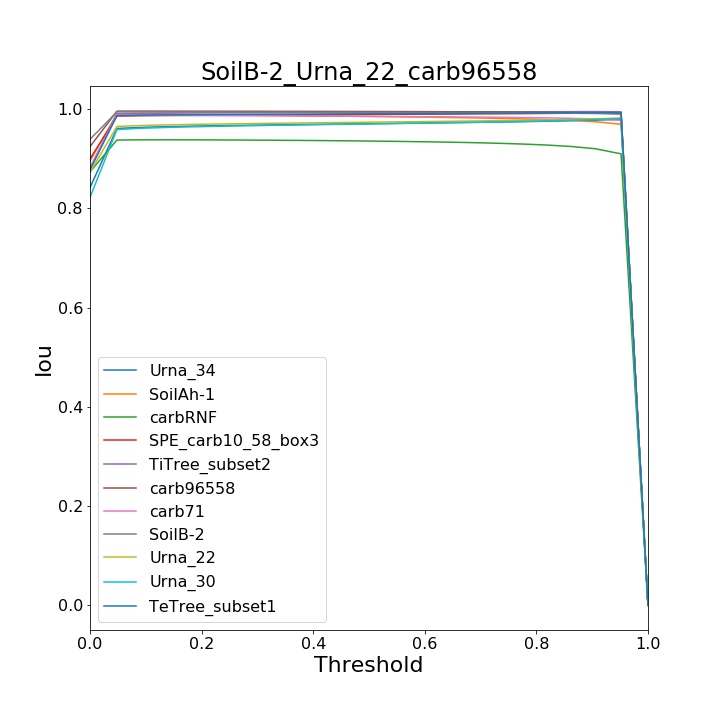 SoilB-2_Urna_22_carb96558
1.0
0.8
0.6
0.4
0.2
0.0
Iou
Urna_34
SoilAh-1
carbRNF
SPE_carb10_58_box3
TiTree_subset2
carb96558
carb71
SoilB-2
Urna_22
Urna_30
TeTree_subset1
0.0 0.2 0.4 0.6 0.8 1.0
Threshold